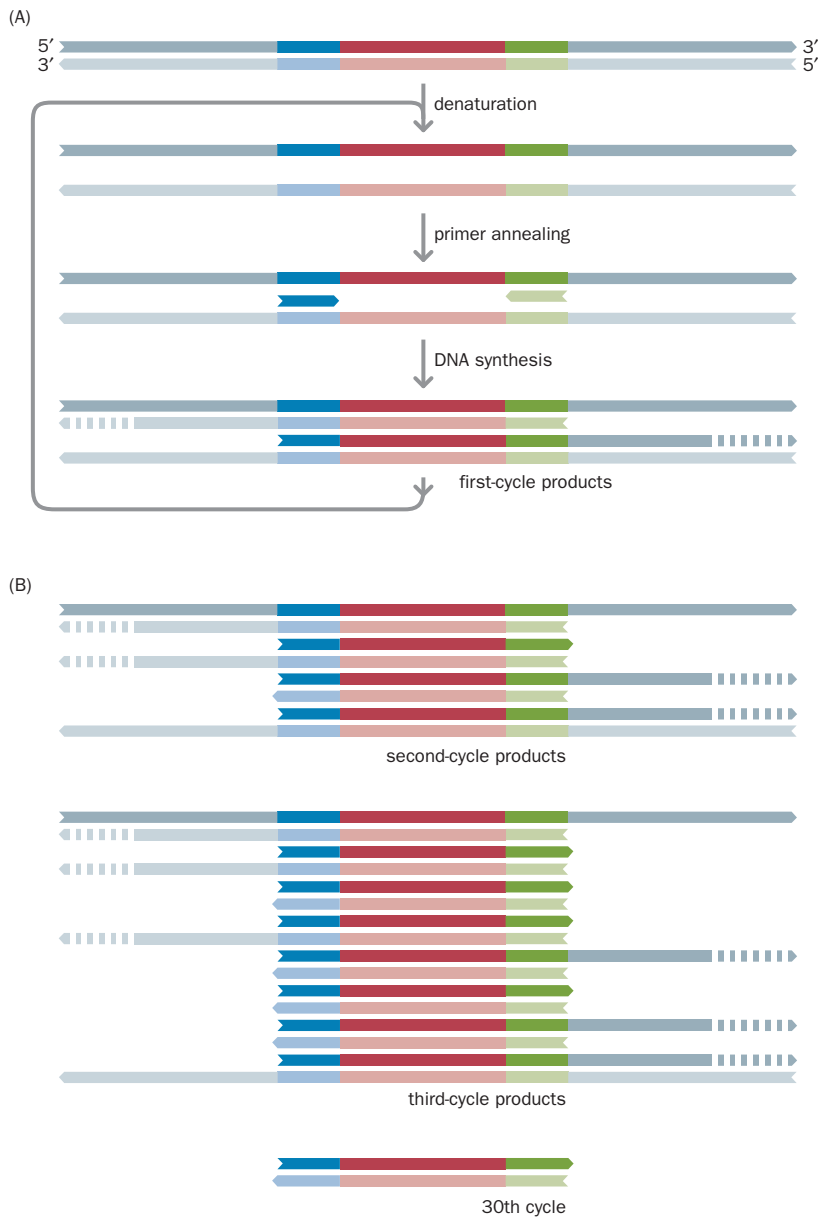 (A)
5′ 3′
3′ 5′
denaturation
primer annealing
DNA synthesis
first-cycle products
(B)
second-cycle products
third-cycle products
30th cycle